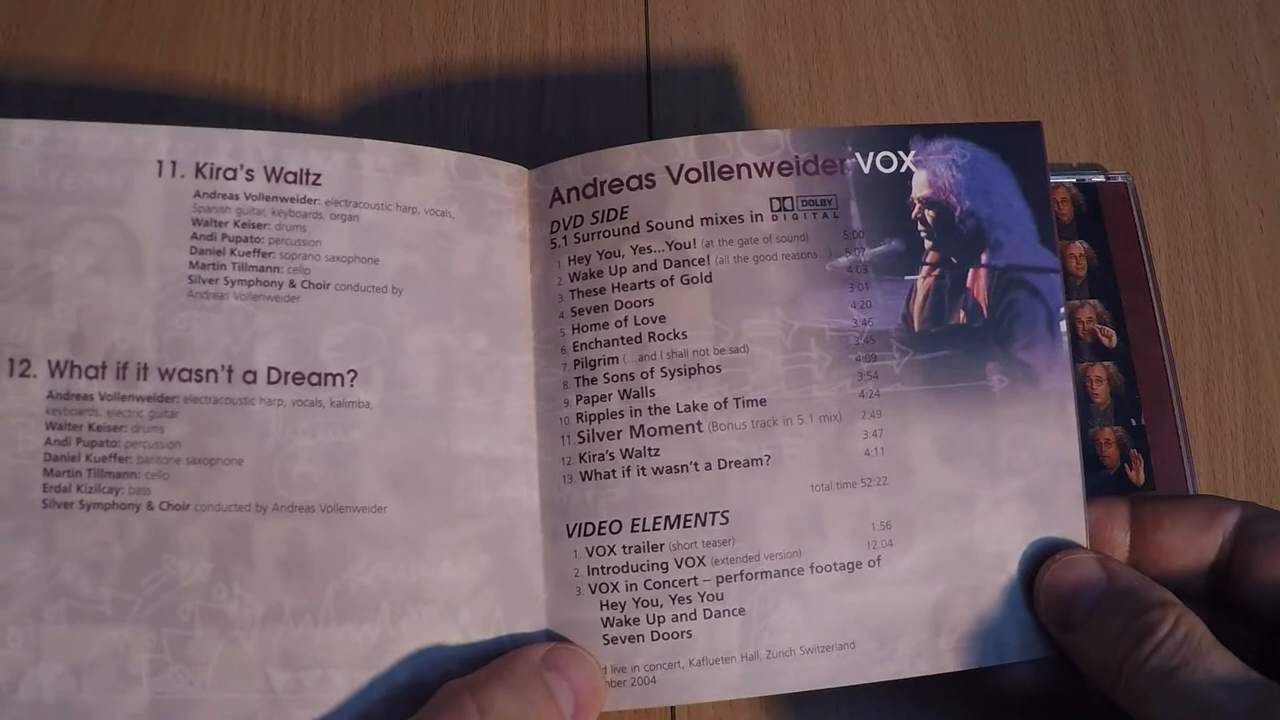 11. Kira's Waltz
Andreas Vollenweider: electracoustic harp, vocals,
Spanish guitar, keyboards, organ
Walter Keiser: drums
Andi Pupato: percussion
Daniel Kueffer: soprano saxophone
Martin Tillmann: cello
Silver Symphony & Choir conducted by
Andreas Vollenweider
12. What if it wasn't a Dream?
Andreas Vollenweider: electracoustic harp, vocals, kalimba,
keyboards, electric guitar
Walter Keiser: drums
Andi Pupato: percussion
Daniel Kueffer: baritone saxophone
Martin Tillmann: cello
Erdal Kizilcay: bass
Silver Symphony & Choir conducted by Andreas Vollenweider
Andreas Vollenweider VOX
DVD SIDE
5.1 Surround Sound mixes in DOLBY DIGITAL
1. Hey You, Yes...You! (at the gate of sound) 5:00
2. Wake Up and Dance! (all the good reasons...) 5:07
3. These Hearts of Gold 4:03
4. Seven Doors 3:01
5. Home of Love 4:20
6. Enchanted Rocks 3:46
7. Pilgrim (...and I shall not be sad) 3:45
8. The Sons of Sysiphos 4:09
9. Paper Walls 3:54
10. Ripples in the Lake of Time 4:24
11. Silver Moment (Bonus track in 5.1 mix) 2:49
12. Kira's Waltz 3:47
13. What if it wasn't a Dream? 4:11
total time 52:22
VIDEO ELEMENTS
1. VOX trailer (short teaser) 1:56
2. Introducing VOX (extended version) 12:04
3. VOX in Concert – performance footage of
Hey You, Yes You
Wake Up and Dance
Seven Doors
live in concert, Kaflueten Hall, Zurich Switzerland
2004